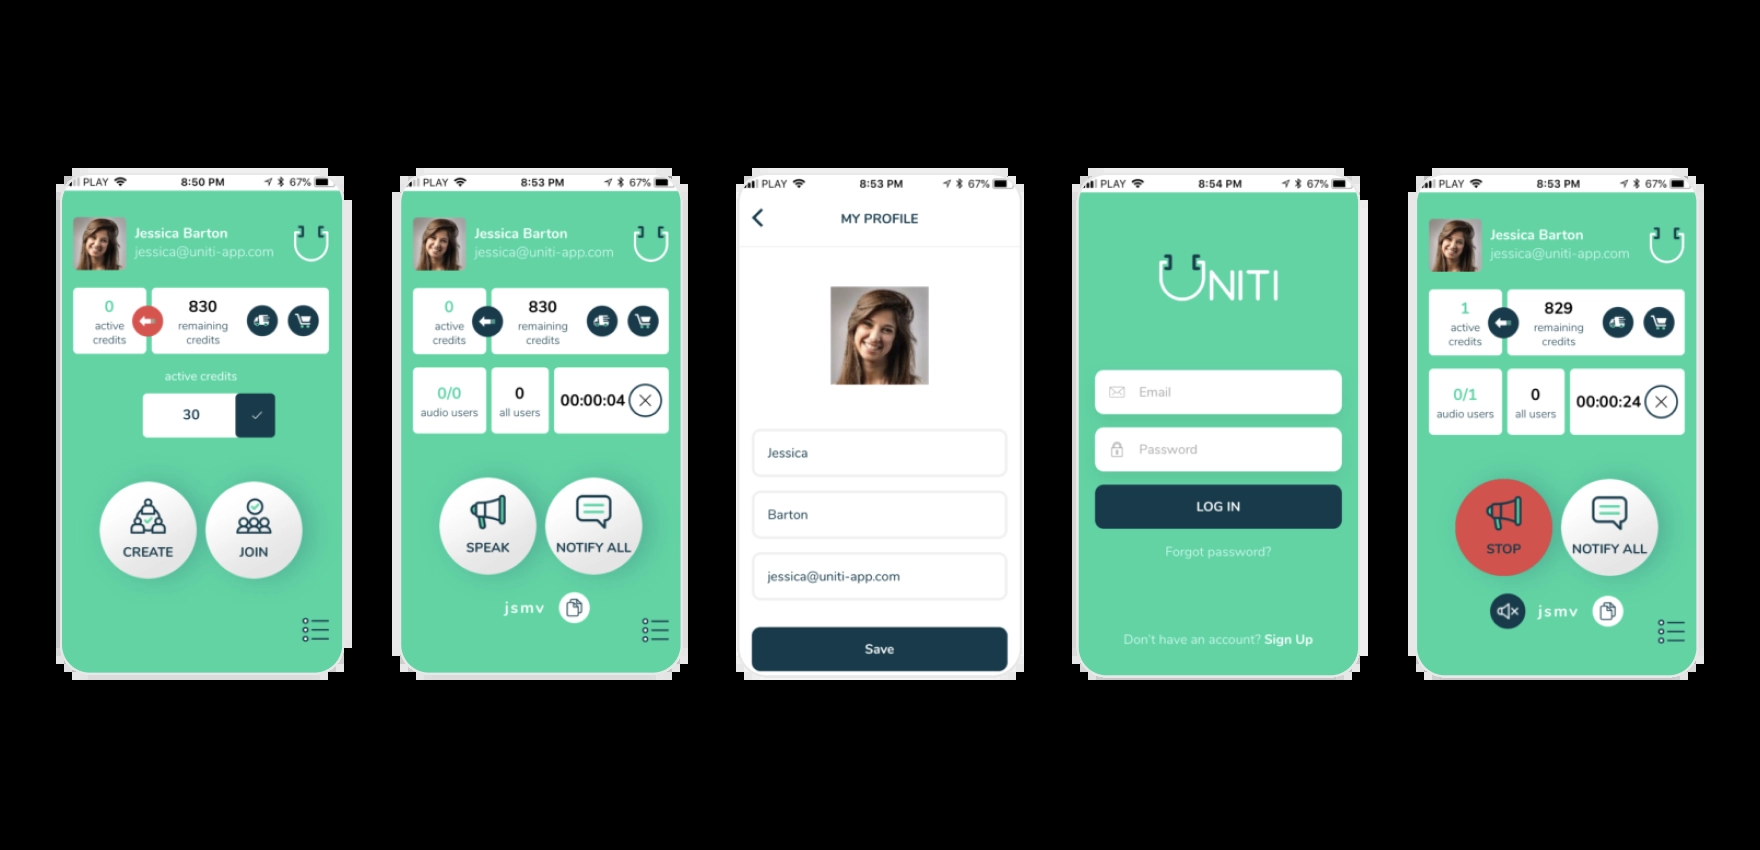 PLAY 8:50 PM 67%
Jessica Barton
jessica@uniti-app.com
0
active
credits
830
remaining
credits
active credits
30
CREATE
JOIN
PLAY 8:53 PM 67%
Jessica Barton
jessica@uniti-app.com
0
active
credits
830
remaining
credits
0/0
audio users
0
all users
00:00:04
SPEAK
NOTIFY ALL
jsmv
PLAY 8:53 PM 67%
MY PROFILE
Jessica
Barton
jessica@uniti-app.com
Save
PLAY 8:54 PM 67%
UNITI
Email
Password
LOG IN
Forgot password?
Don't have an account? Sign Up
PLAY 8:53 PM 67%
Jessica Barton
jessica@uniti-app.com
1
active
credits
829
remaining
credits
0/1
audio users
0
all users
00:00:24
STOP
NOTIFY ALL
jsmv